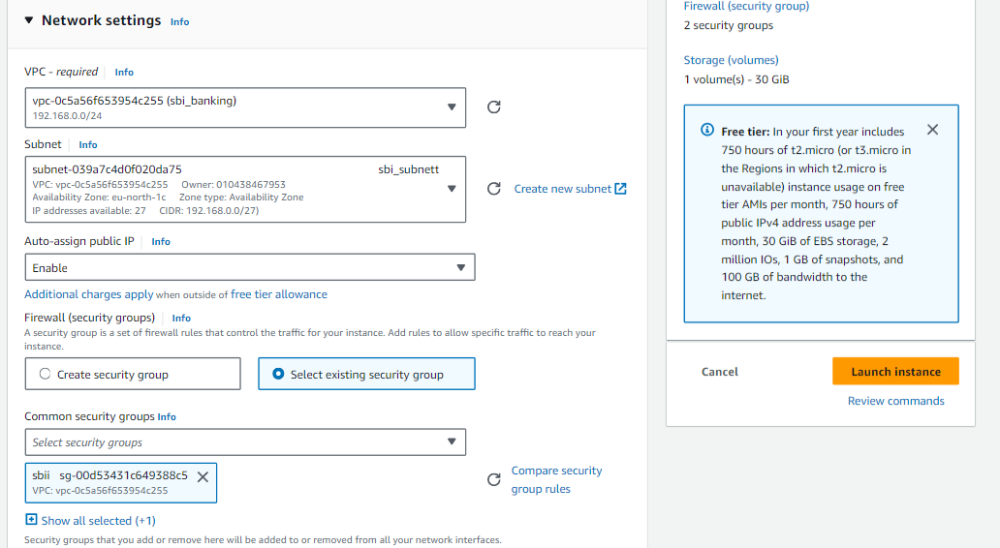 Network settings Info
VPC - required Info
vpc-0c5a56f653954c255 (sbi_banking)
192.168.0.0/24
Subnet Info
subnet-039a7c4d0f020da75 sbi_subnett
VPC: vpc-0c5a56f653954c255 Owner: 010438467953
Availability Zone: eu-north-1c Zone type: Availability Zone
IP addresses available: 27 CIDR: 192.168.0.0/27)
Create new subnet
Auto-assign public IP Info
Enable
Additional charges apply when outside of free tier allowance
Firewall (security groups) Info
A security group is a set of firewall rules that control the traffic for your instance. Add rules to allow specific traffic to reach your
instance.
Create security group
Select existing security group
Common security groups Info
Select security groups
sbii sg-00d53431c649388c5
VPC: vpc-0c5a56f653954c255
Compare security
group rules
Show all selected (+1)
Security groups that you add or remove here will be added to or removed from all your network interfaces.
Firewall (security group)
2 security groups
Storage (volumes)
1 volume(s) - 30 GiB
Free tier: In your first year includes
750 hours of t2.micro (or t3.micro in
the Regions in which t2.micro is
unavailable) instance usage on free
tier AMIs per month, 750 hours of
public IPv4 address usage per
month, 30 GiB of EBS storage, 2
million IOs, 1 GB of snapshots, and
100 GB of bandwidth to the
internet.
Cancel
Launch instance
Review commands